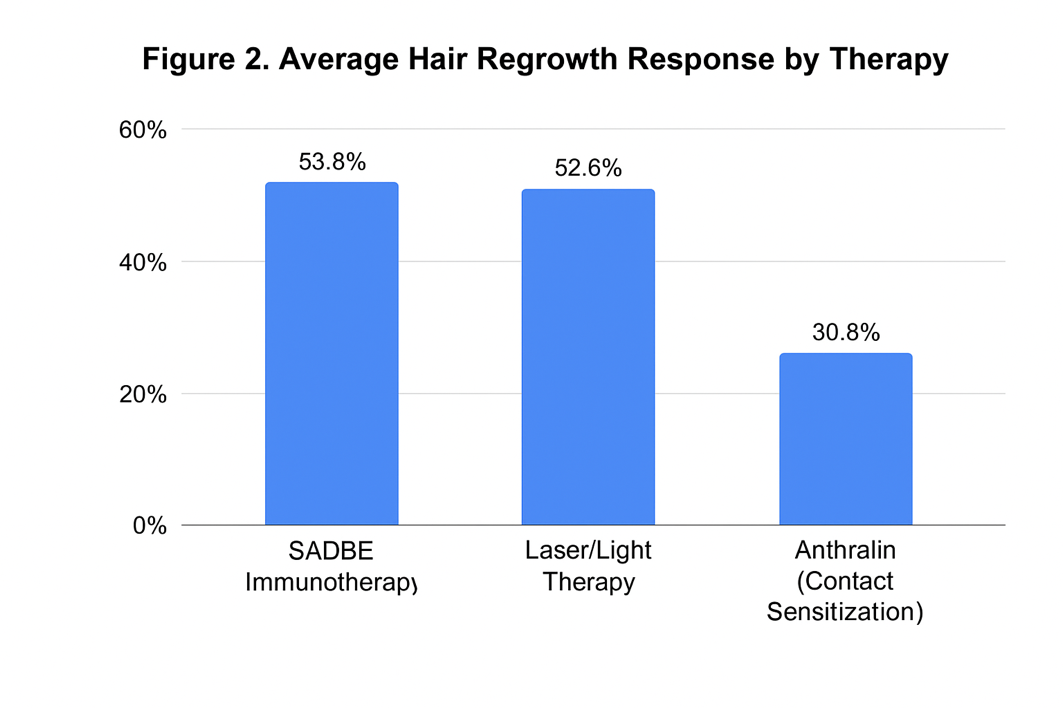 Figure 2. Average Hair Regrowth Response by Therapy
60%
53.8%
52.6%
40%
30.8%
20%
0%
SADBE
Immunotherapy
Laser/Light
Therapy
Anthralin
(Contact
Sensitization)